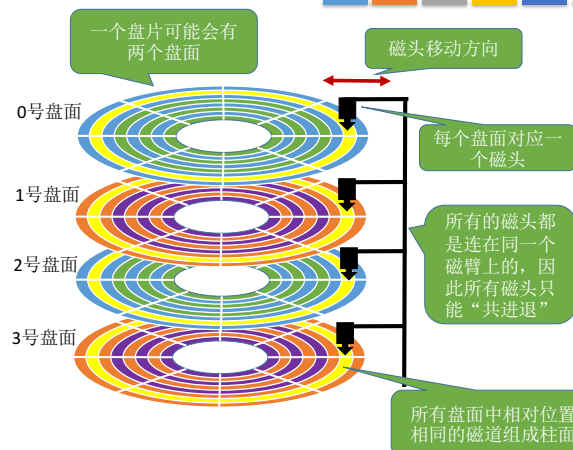 一个盘片可能会有
两个盘面
磁头移动方向
0号盘面
每个盘面对应一
个磁头
1号盘面
所有的磁头都
是连在同一个
磁臂上的，因
此所有磁头只
能“共进退”
2号盘面
3号盘面
所有盘面中相对位置
相同的磁道组成柱面